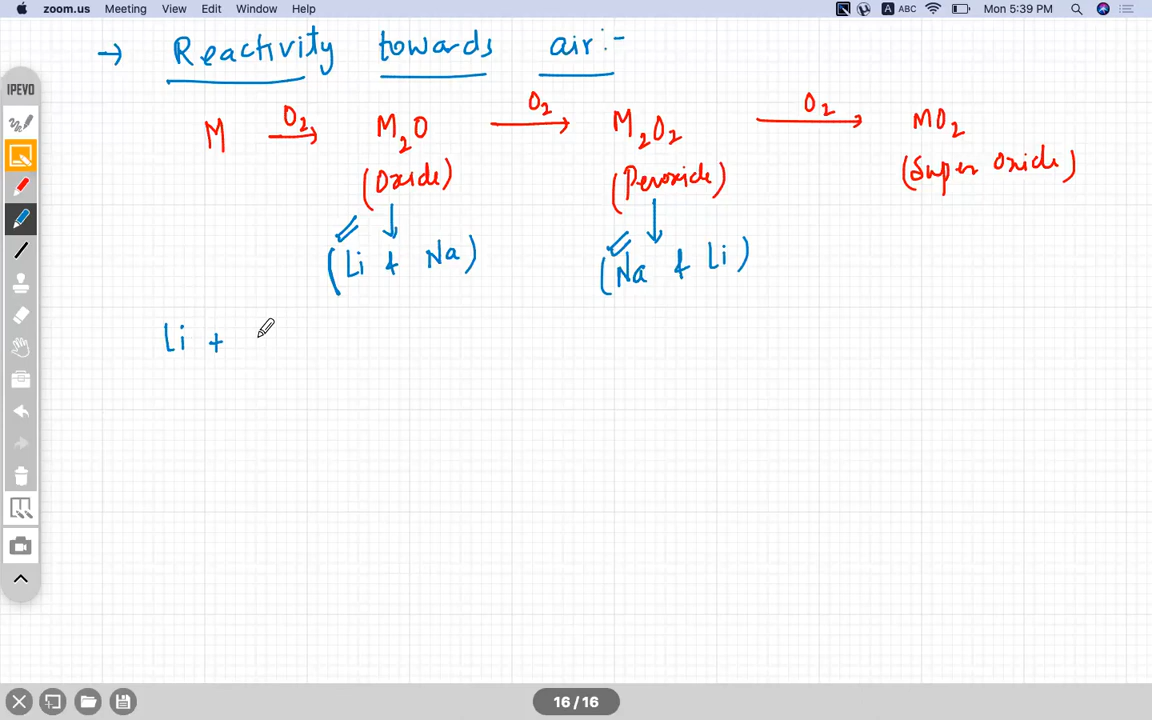 zoom.us Meeting View Edit Window Help A ABC Mon 5:39 PM
IPEVO
→ Reactivity towards air:-
M —O₂→ M₂O —O₂→ M₂O₂ —O₂→ MO₂
(Oxide) (Peroxide) (Super Oxide)
(Li & Na) (Na & Li)
Li +
16 / 16